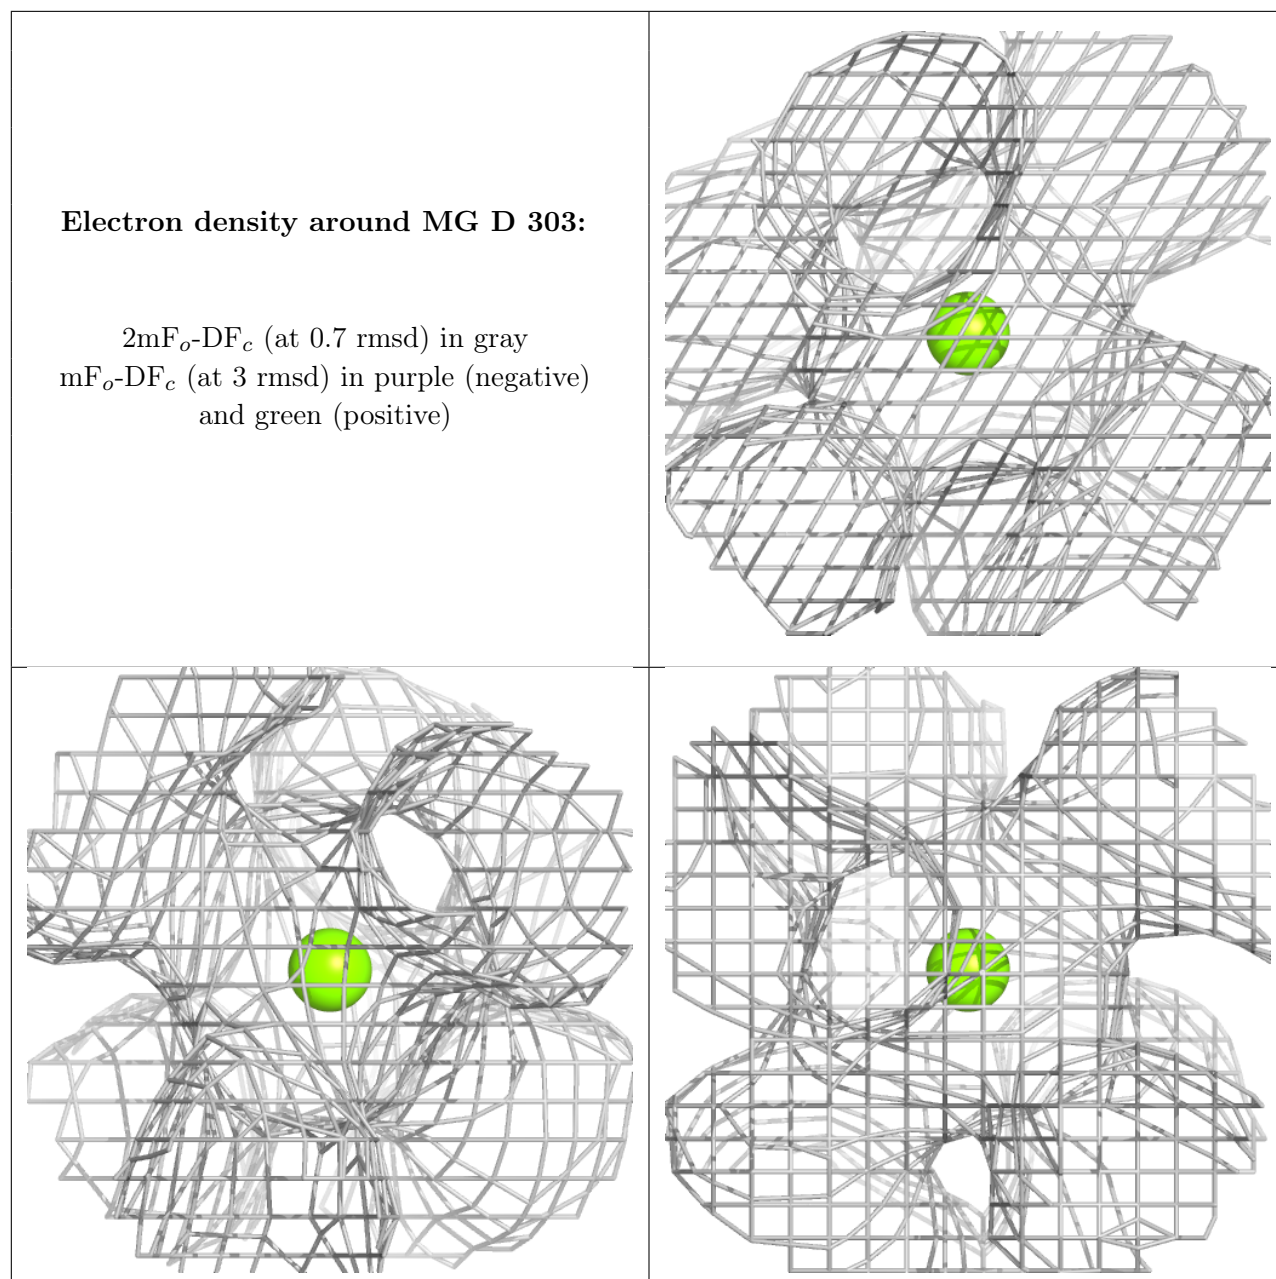 Electron density around MG D 303:
2mFₒ-DF𝒸 (at 0.7 rmsd) in gray
mFₒ-DF𝒸 (at 3 rmsd) in purple (negative)
and green (positive)